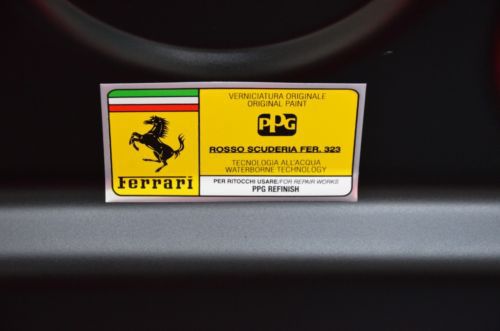 VERNICIATURA ORIGINALE
ORIGINAL PAINT
PPG
ROSSO SCUDERIA FER. 323
TECNOLOGIA ALL'ACQUA
WATERBORNE TECHNOLOGY
Ferrari
PER RITOCCHI USARE/FOR REPAIR WORKS
PPG REFINISH